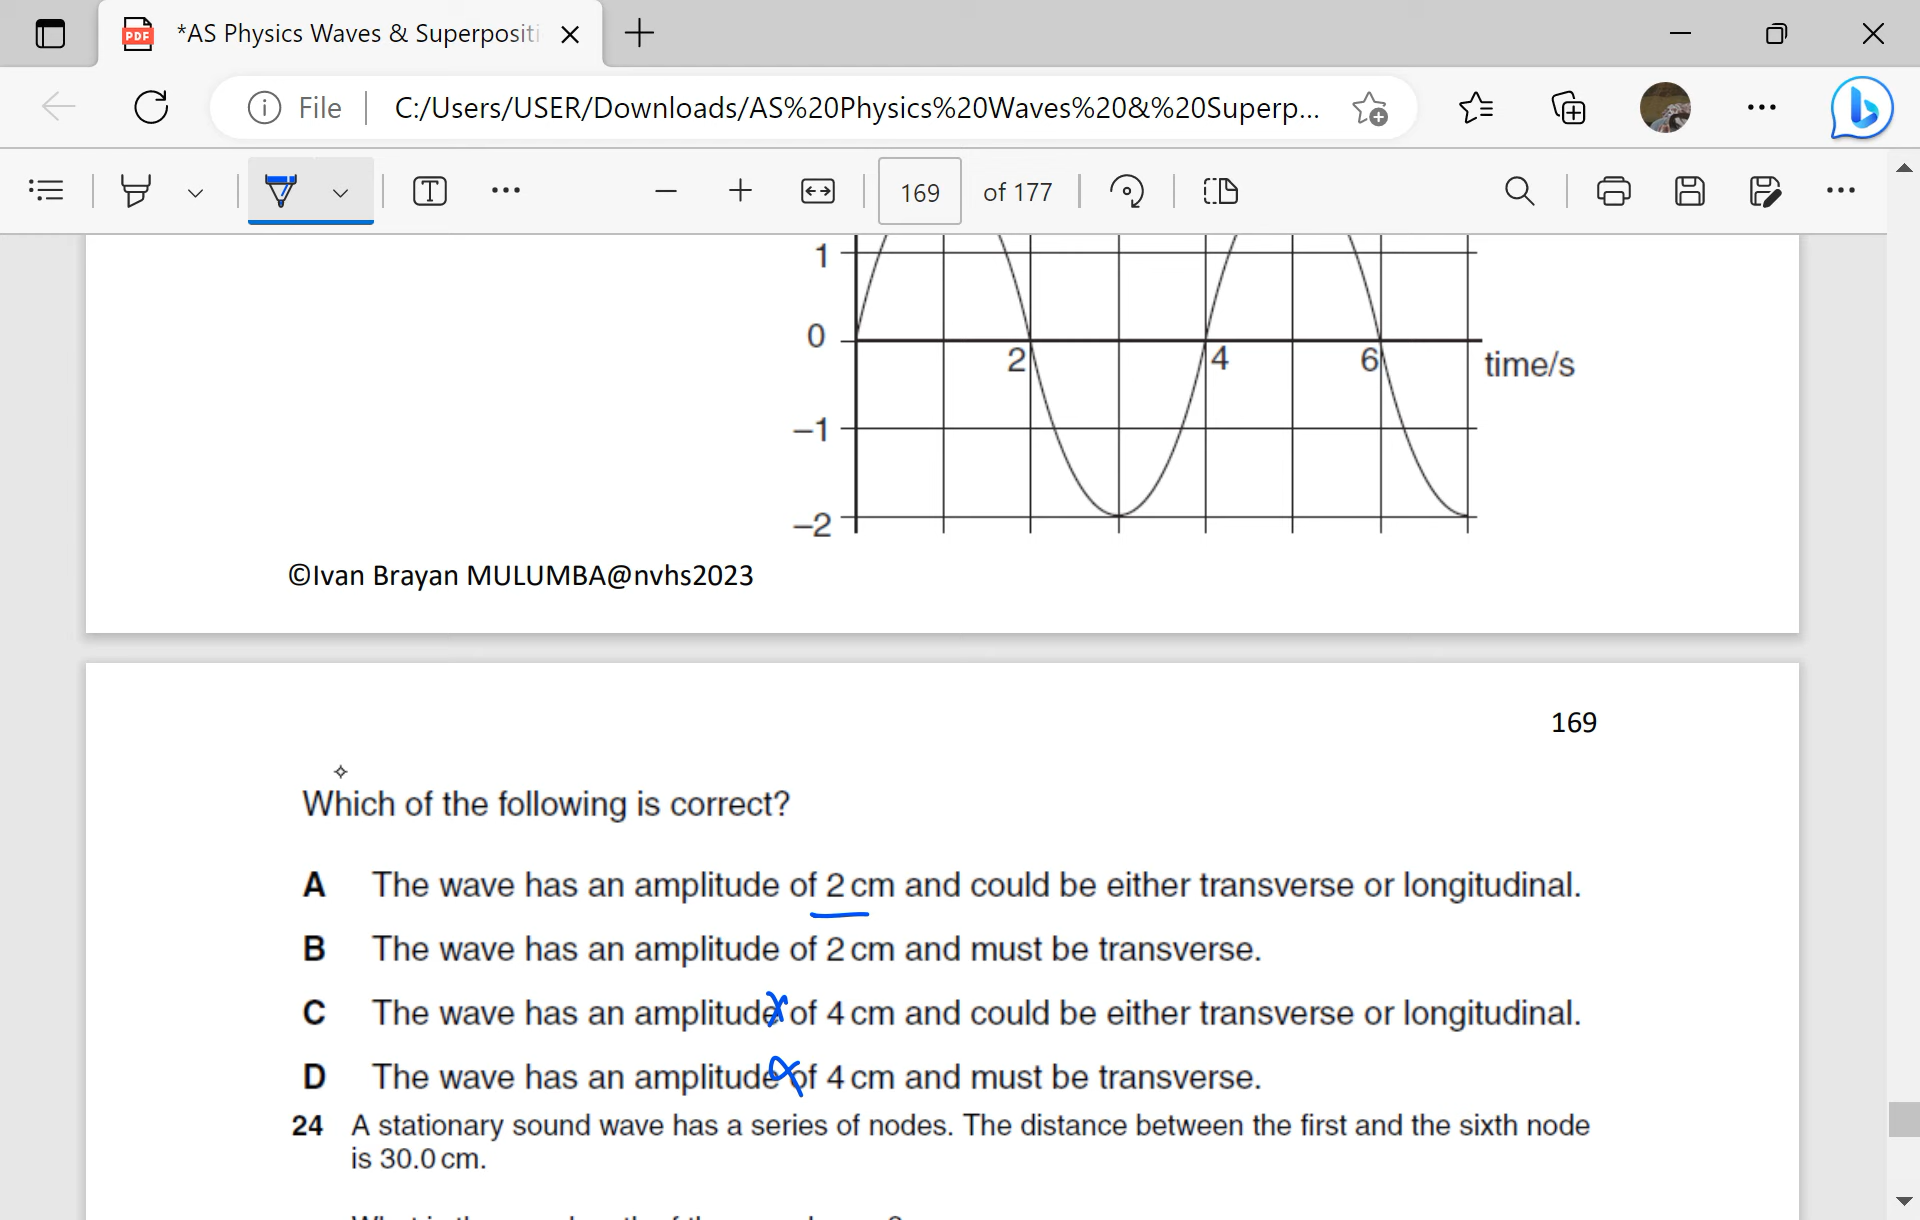 PDF *AS Physics Waves & Superpositi
File C:/Users/USER/Downloads/AS%20Physics%20Waves%20&%20Superp...
169 of 177
1
0
2 4 6 time/s
–1
–2
©Ivan Brayan MULUMBA@nvhs2023
169
Which of the following is correct?
A The wave has an amplitude of 2 cm and could be either transverse or longitudinal.
B The wave has an amplitude of 2 cm and must be transverse.
C The wave has an amplitude of 4 cm and could be either transverse or longitudinal.
D The wave has an amplitude of 4 cm and must be transverse.
24 A stationary sound wave has a series of nodes. The distance between the first and the sixth node
is 30.0 cm.